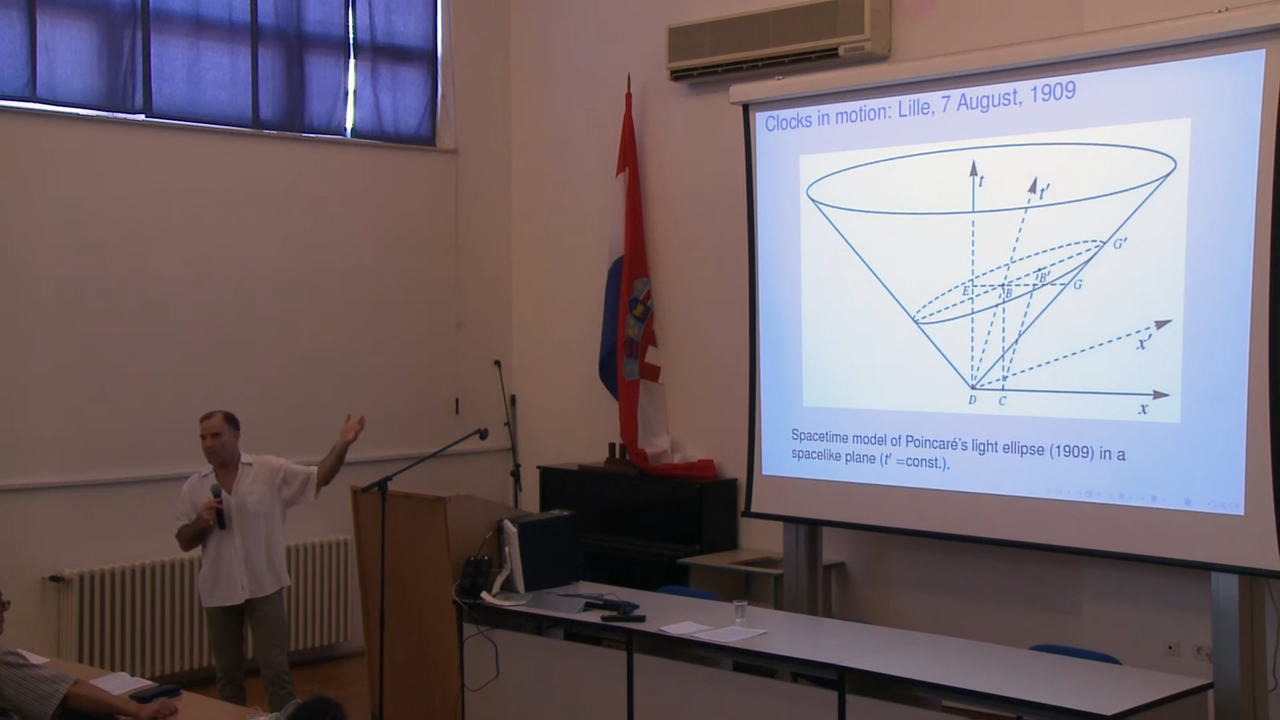 Clocks in motion: Lille, 7 August, 1909
t
t′
G′
E
B
B′
G
x′
D
C
x
Spacetime model of Poincaré's light ellipse (1909) in a
spacelike plane (t′ =const.).